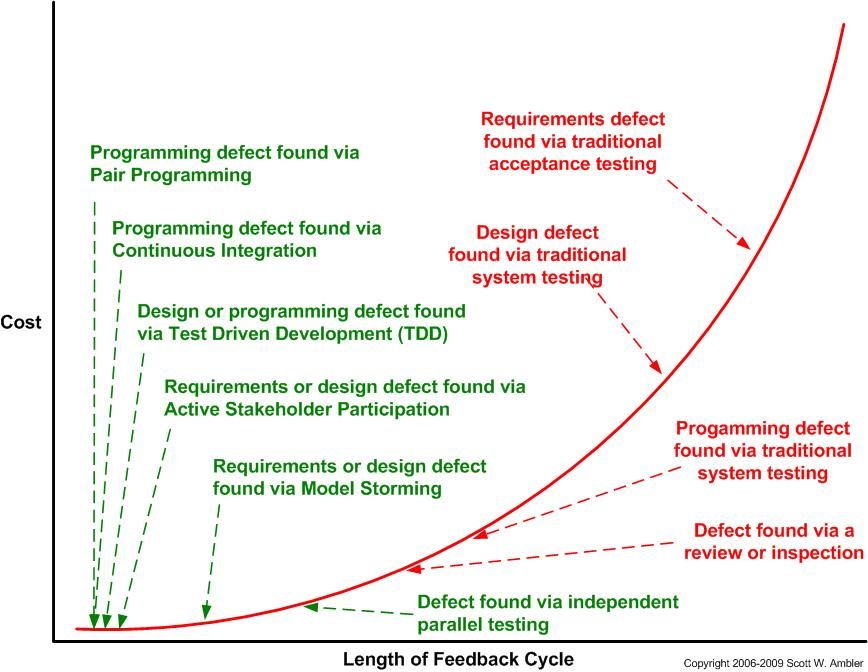 Requirements defect
found via traditional
acceptance testing
Programming defect found via
Pair Programming
Programming defect found via
Continuous Integration
Design defect
found via traditional
system testing
Design or programming defect found
via Test Driven Development (TDD)
Cost
Requirements or design defect found via
Active Stakeholder Participation
Progamming defect
found via traditional
system testing
Requirements or design defect
found via Model Storming
Defect found via a
review or inspection
Defect found via independent
parallel testing
Length of Feedback Cycle
Copyright 2006-2009 Scott W. Ambler